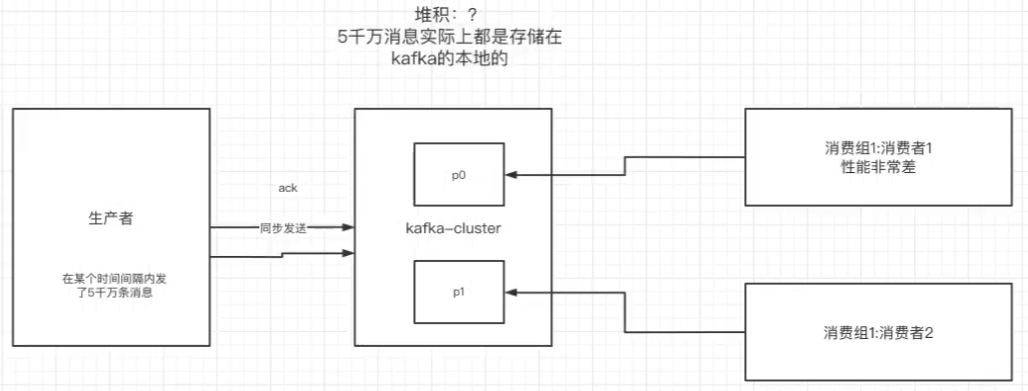 堆积：?
5千万消息实际上都是存储在
kafka的本地的
生产者
在某个时间间隔内发
了5千万条消息
ack
同步发送
p0
kafka-cluster
p1
消费组1:消费者1
性能非常差
消费组1:消费者2